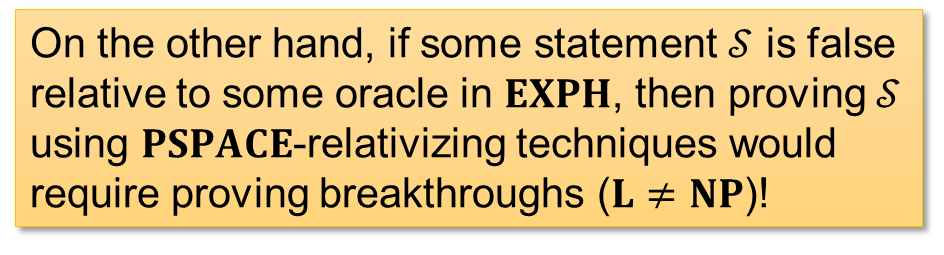 On the other hand, if some statement 𝒮 is false
relative to some oracle in EXPH, then proving 𝒮
using PSPACE-relativizing techniques would
require proving breakthroughs (L ≠ NP)!